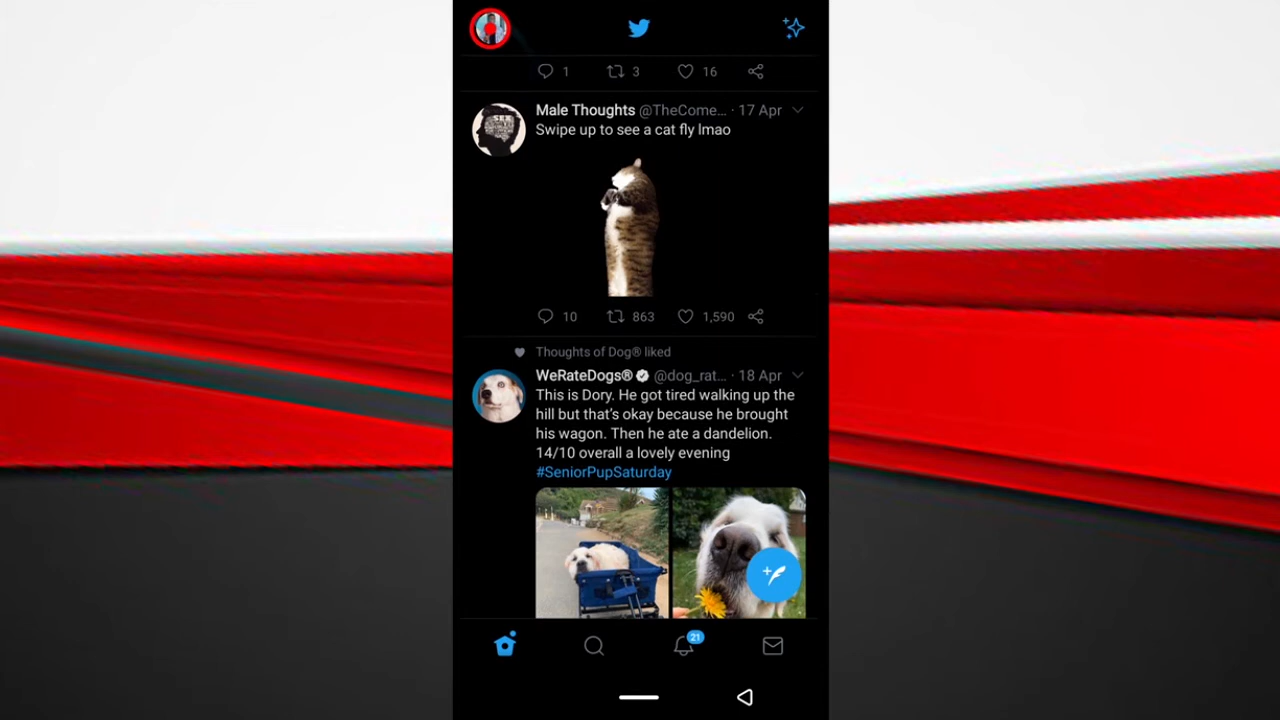 1 3 16
Male Thoughts @TheCome... · 17 Apr
Swipe up to see a cat fly lmao
SEE
10 863 1,590
Thoughts of Dog® liked
WeRateDogs® @dog_rat... · 18 Apr
This is Dory. He got tired walking up the
hill but that's okay because he brought
his wagon. Then he ate a dandelion.
14/10 overall a lovely evening
#SeniorPupSaturday
21